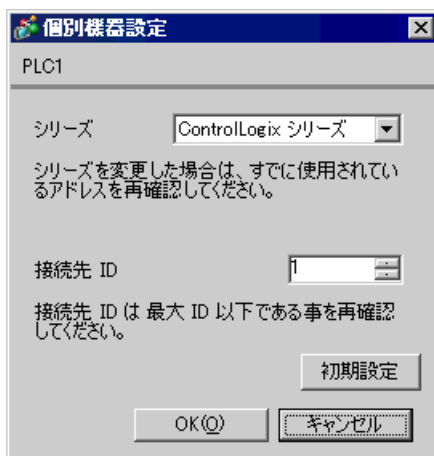 個別機器設定
PLC1
シリーズ ControlLogix シリーズ
シリーズを変更した場合は、すでに使用されてい
るアドレスを再確認してください。
接続先 ID 1
接続先 ID は 最大 ID 以下である事を再確認
してください。
初期設定
OK(O) キャンセル